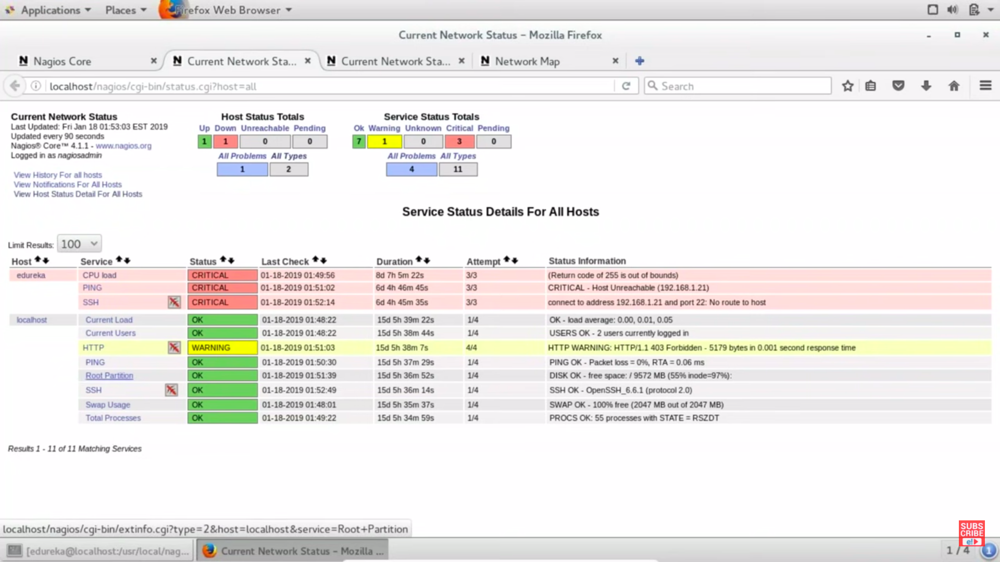 Applications Places Firefox Web Browser
Current Network Status – Mozilla Firefox
Nagios Core Current Network Sta... Current Network Sta... Network Map
localhost/nagios/cgi-bin/status.cgi?host=all Search
Current Network Status
Last Updated: Fri Jan 18 01:53:03 EST 2019
Updated every 90 seconds
Nagios® Core™ 4.1.1 - www.nagios.org
Logged in as nagiosadmin
View History For all hosts
View Notifications For All Hosts
View Host Status Detail For All Hosts
Host Status Totals
Up Down Unreachable Pending
1 1 0 0
All Problems All Types
1 2
Service Status Totals
Ok Warning Unknown Critical Pending
7 1 0 3 0
All Problems All Types
4 11
Service Status Details For All Hosts
Limit Results: 100
Host Service Status Last Check Duration Attempt Status Information
edureka CPU load CRITICAL 01-18-2019 01:49:56 8d 7h 5m 22s 3/3 (Return code of 255 is out of bounds)
PING CRITICAL 01-18-2019 01:51:02 6d 4h 46m 45s 3/3 CRITICAL - Host Unreachable (192.168.1.21)
SSH CRITICAL 01-18-2019 01:52:14 6d 4h 45m 35s 3/3 connect to address 192.168.1.21 and port 22: No route to host
localhost Current Load OK 01-18-2019 01:48:22 15d 5h 39m 22s 1/4 OK - load average: 0.00, 0.01, 0.05
Current Users OK 01-18-2019 01:48:22 15d 5h 38m 44s 1/4 USERS OK - 2 users currently logged in
HTTP WARNING 01-18-2019 01:51:03 15d 5h 38m 7s 4/4 HTTP WARNING: HTTP/1.1 403 Forbidden - 5179 bytes in 0.001 second response time
PING OK 01-18-2019 01:50:30 15d 5h 37m 29s 1/4 PING OK - Packet loss = 0%, RTA = 0.06 ms
Root Partition OK 01-18-2019 01:51:39 15d 5h 36m 52s 1/4 DISK OK - free space: / 9572 MB (55% inode=97%):
SSH OK 01-18-2019 01:52:49 15d 5h 36m 14s 1/4 SSH OK - OpenSSH_6.6.1 (protocol 2.0)
Swap Usage OK 01-18-2019 01:48:01 15d 5h 35m 37s 1/4 SWAP OK - 100% free (2047 MB out of 2047 MB)
Total Processes OK 01-18-2019 01:49:22 15d 5h 34m 59s 1/4 PROCS OK: 55 processes with STATE = RSZDT
Results 1 - 11 of 11 Matching Services
localhost/nagios/cgi-bin/extinfo.cgi?type=2&host=localhost&service=Root+Partition
SUBS
CRIBE
e!
[edureka@localhost:/usr/local/nag... Current Network Status – Mozilla ... 1 / 4 1